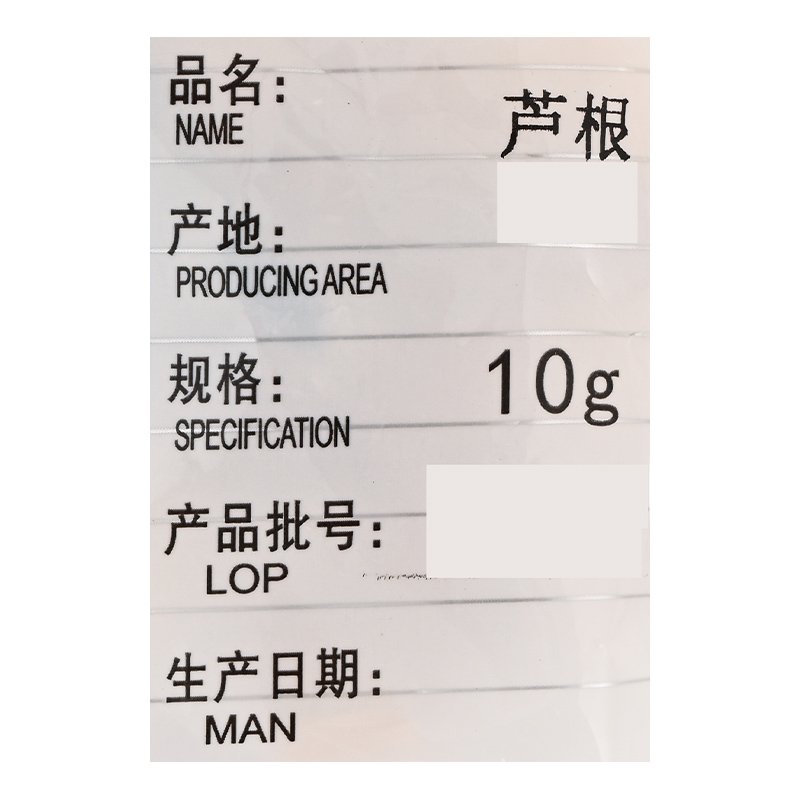 品名： 芦根
NAME
产地：
PRODUCING AREA
规格： 10g
SPECIFICATION
产品批号：
LOP
生产日期：
MAN